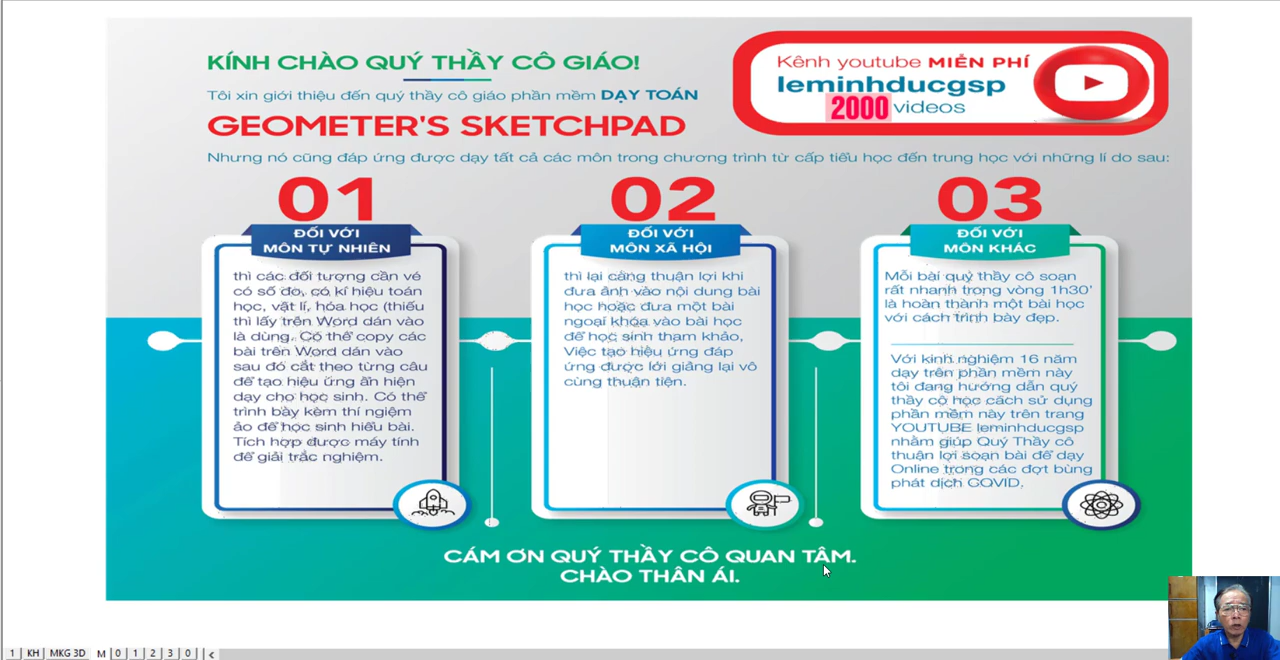 KÍNH CHÀO QUÝ THẦY CÔ GIÁO!
Tôi xin giới thiệu đến quý thầy cô giáo phần mềm DẠY TOÁN
GEOMETER'S SKETCHPAD
Kênh youtube MIỄN PHÍ
leminhducgsp
2000 videos
Nhưng nó cũng đáp ứng được dạy tất cả các môn trong chương trình từ cấp tiểu học đến trung học với những lí do sau:
01
ĐỐI VỚI
MÔN TỰ NHIÊN
thì các đối tượng cần vẽ
có số đo, có kí hiệu toán
học, vật lí, hóa học (thiếu
thì lấy trên Word dán vào
là dùng. Có thể copy các
bài trên Word dán vào
sau đó cắt theo từng câu
để tạo hiệu ứng ẩn hiện
dạy cho học sinh. Có thể
trình bày kèm thí ngiệm
ảo để học sinh hiểu bài.
Tích hợp được máy tính
để giải trắc nghiệm.
02
ĐỐI VỚI
MÔN XÃ HỘI
thì lại càng thuận lợi khi
đưa ảnh vào nội dung bài
học hoặc đưa một bài
ngoại khóa vào bài học
để học sinh tham khảo,
Việc tạo hiệu ứng đáp
ứng được lời giảng lại vô
cùng thuận tiện.
03
ĐỐI VỚI
MÔN KHÁC
Mỗi bài quý thầy cô soạn
rất nhanh trong vòng 1h30'
là hoàn thành một bài học
với cách trình bày đẹp.
Với kinh nghiệm 16 năm
dạy trên phần mềm này
tôi đang hướng dẫn quý
thầy cô học cách sử dụng
phần mềm này trên trang
YOUTUBE leminhducgsp
nhằm giúp Quý Thầy cô
thuận lợi soạn bài để dạy
Online trong các đợt bùng
phát dịch COVID.
CÁM ƠN QUÝ THẦY CÔ QUAN TÂM.
CHÀO THÂN ÁI.
1 KH MKG 3D M 0 1 2 3 0